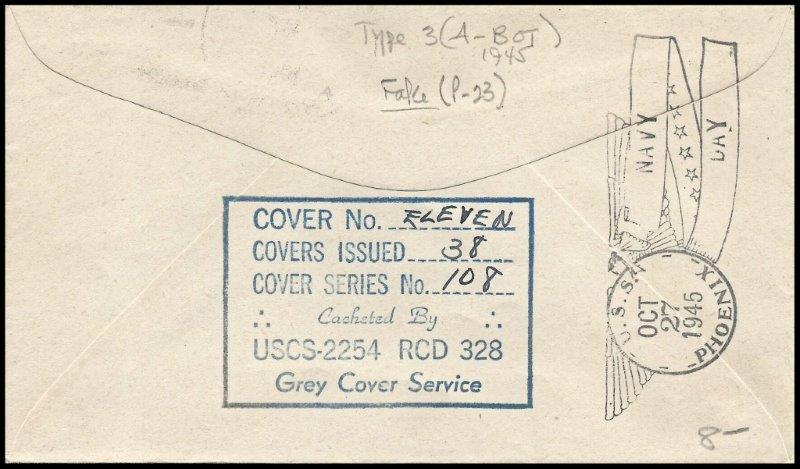 Type 3 (A-BOT)
1945
Fake (P-23)
NAVY
DAY
COVER No. ELEVEN
COVERS ISSUED 38
COVER SERIES No. 108
Cacheted By
USCS-2254 RCD 328
Grey Cover Service
U.S.S. PHOENIX
OCT
27
1945
8-